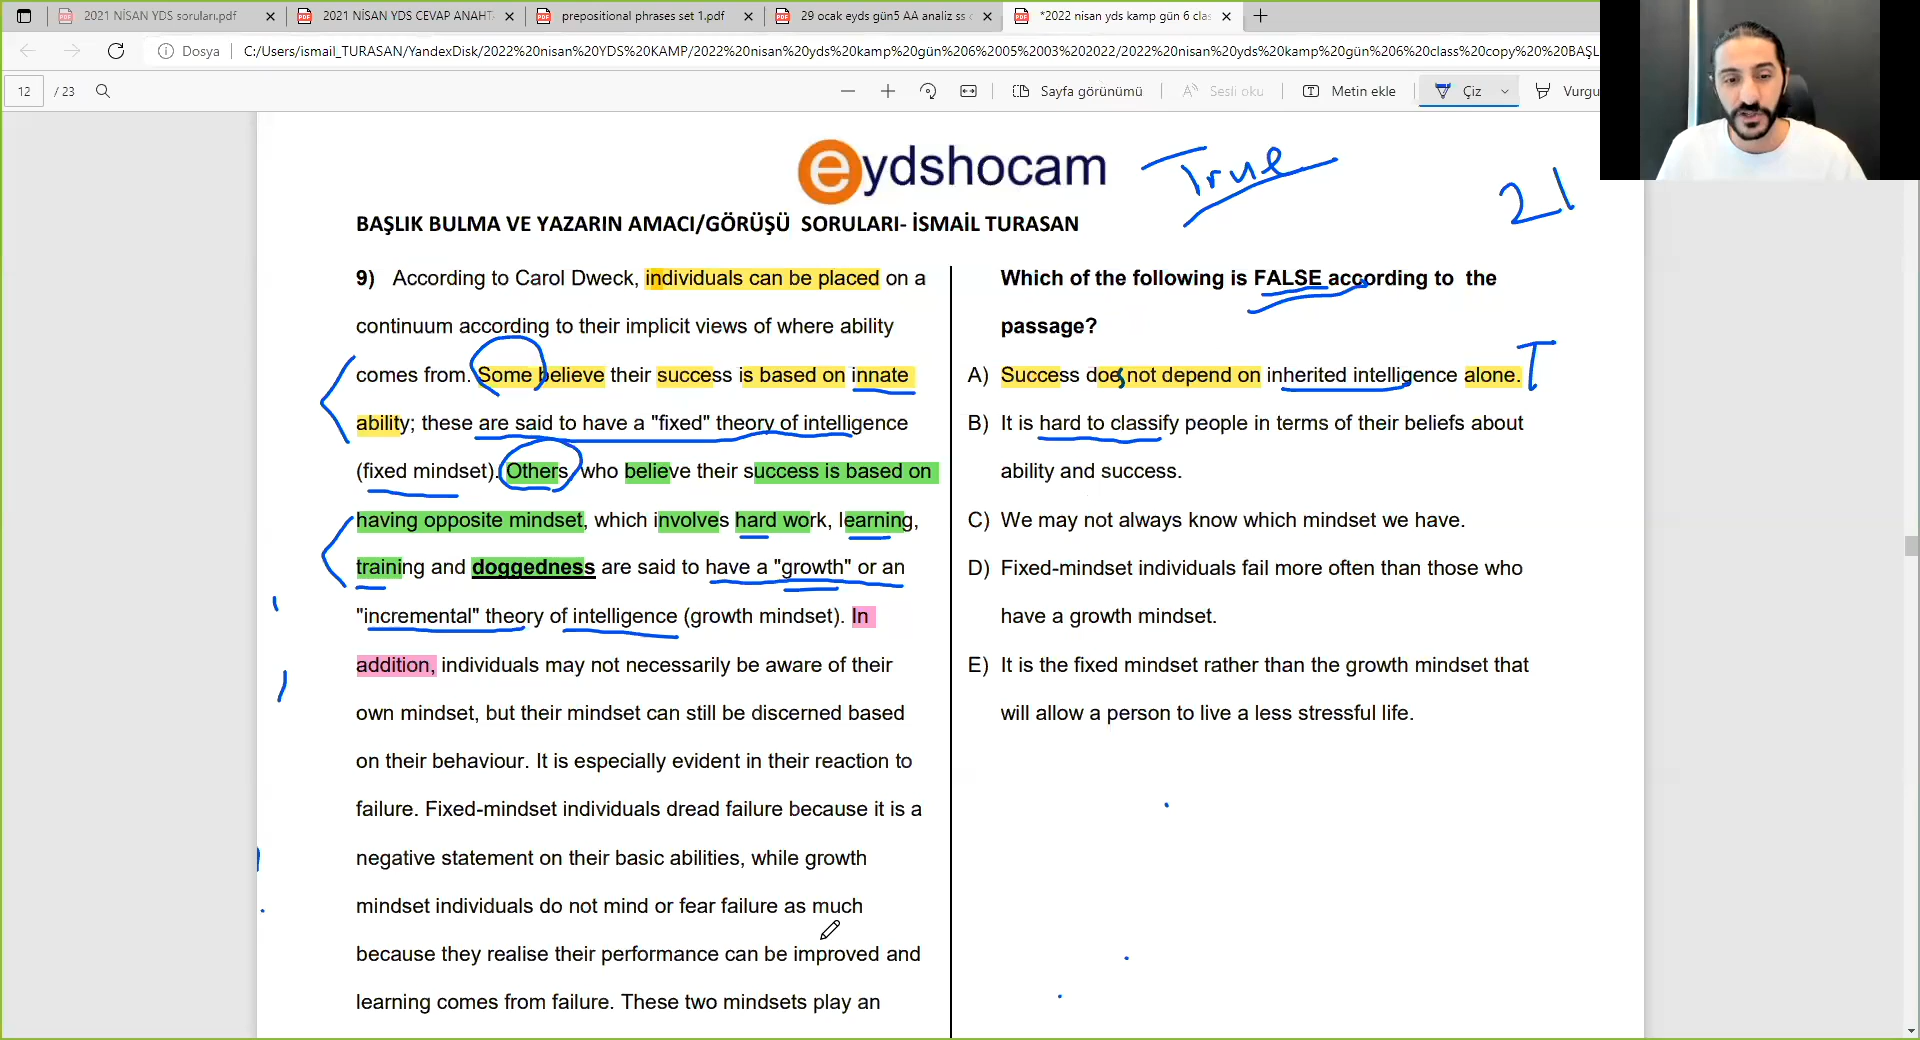 2021 NİSAN YDS soruları.pdf
2021 NİSAN YDS CEVAP ANAHT
prepositional phrases set 1.pdf
29 ocak eyds gün5 AA analiz ss c
*2022 nisan yds kamp gün 6 clas
Dosya
C:/Users/ismail_TURASAN/YandexDisk/2022%20nisan%20YDS%20KAMP/2022%20nisan%20yds%20kamp%20gün%206%2005%2003%202022/2022%20nisan%20yds%20kamp%20gün%206%20class%20copy%20%20BAŞL
12 / 23
Sayfa görünümü
Sesli oku
Metin ekle
Çiz
Vurgu
eydshocam
True
21
BAŞLIK BULMA VE YAZARIN AMACI/GÖRÜŞÜ SORULARI- İSMAİL TURASAN
9) According to Carol Dweck, individuals can be placed on a
continuum according to their implicit views of where ability
comes from. Some believe their success is based on innate
ability; these are said to have a "fixed" theory of intelligence
(fixed mindset). Others, who believe their success is based on
having opposite mindset, which involves hard work, learning,
training and doggedness are said to have a "growth" or an
"incremental" theory of intelligence (growth mindset). In
addition, individuals may not necessarily be aware of their
own mindset, but their mindset can still be discerned based
on their behaviour. It is especially evident in their reaction to
failure. Fixed-mindset individuals dread failure because it is a
negative statement on their basic abilities, while growth
mindset individuals do not mind or fear failure as much
because they realise their performance can be improved and
learning comes from failure. These two mindsets play an
Which of the following is FALSE according to the
passage?
A) Success does not depend on inherited intelligence alone. T
B) It is hard to classify people in terms of their beliefs about
ability and success.
C) We may not always know which mindset we have.
D) Fixed-mindset individuals fail more often than those who
have a growth mindset.
E) It is the fixed mindset rather than the growth mindset that
will allow a person to live a less stressful life.